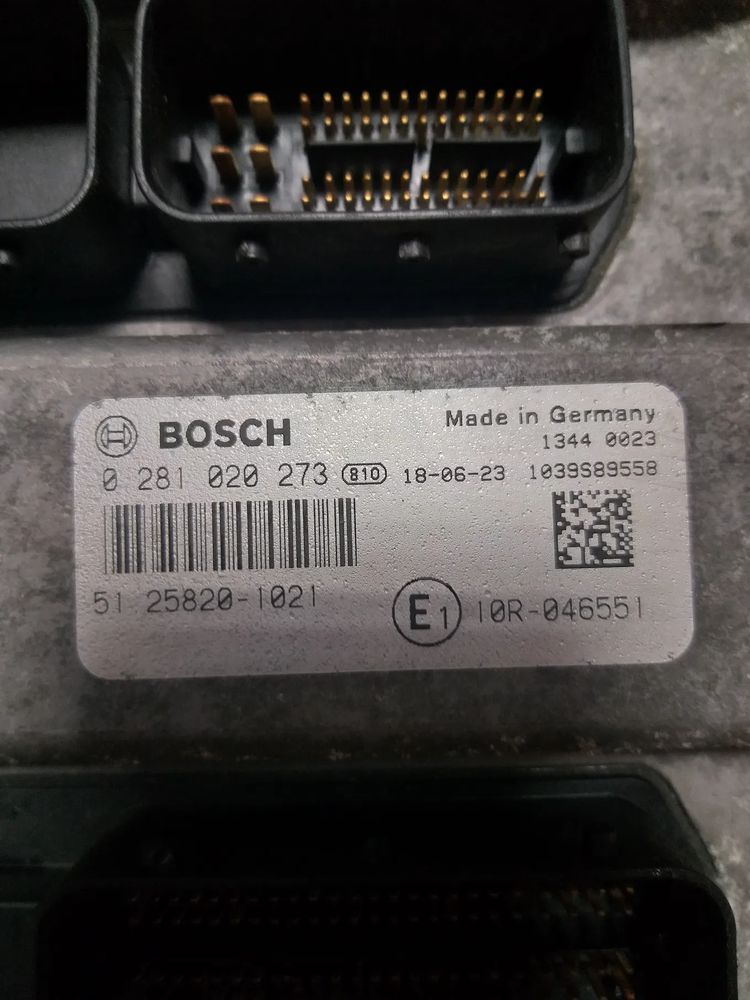 BOSCH
Made in Germany
1344 0023
0 281 020 273 810 18-06-23 1039S89558
51 25820-1021
E1 10R-046551